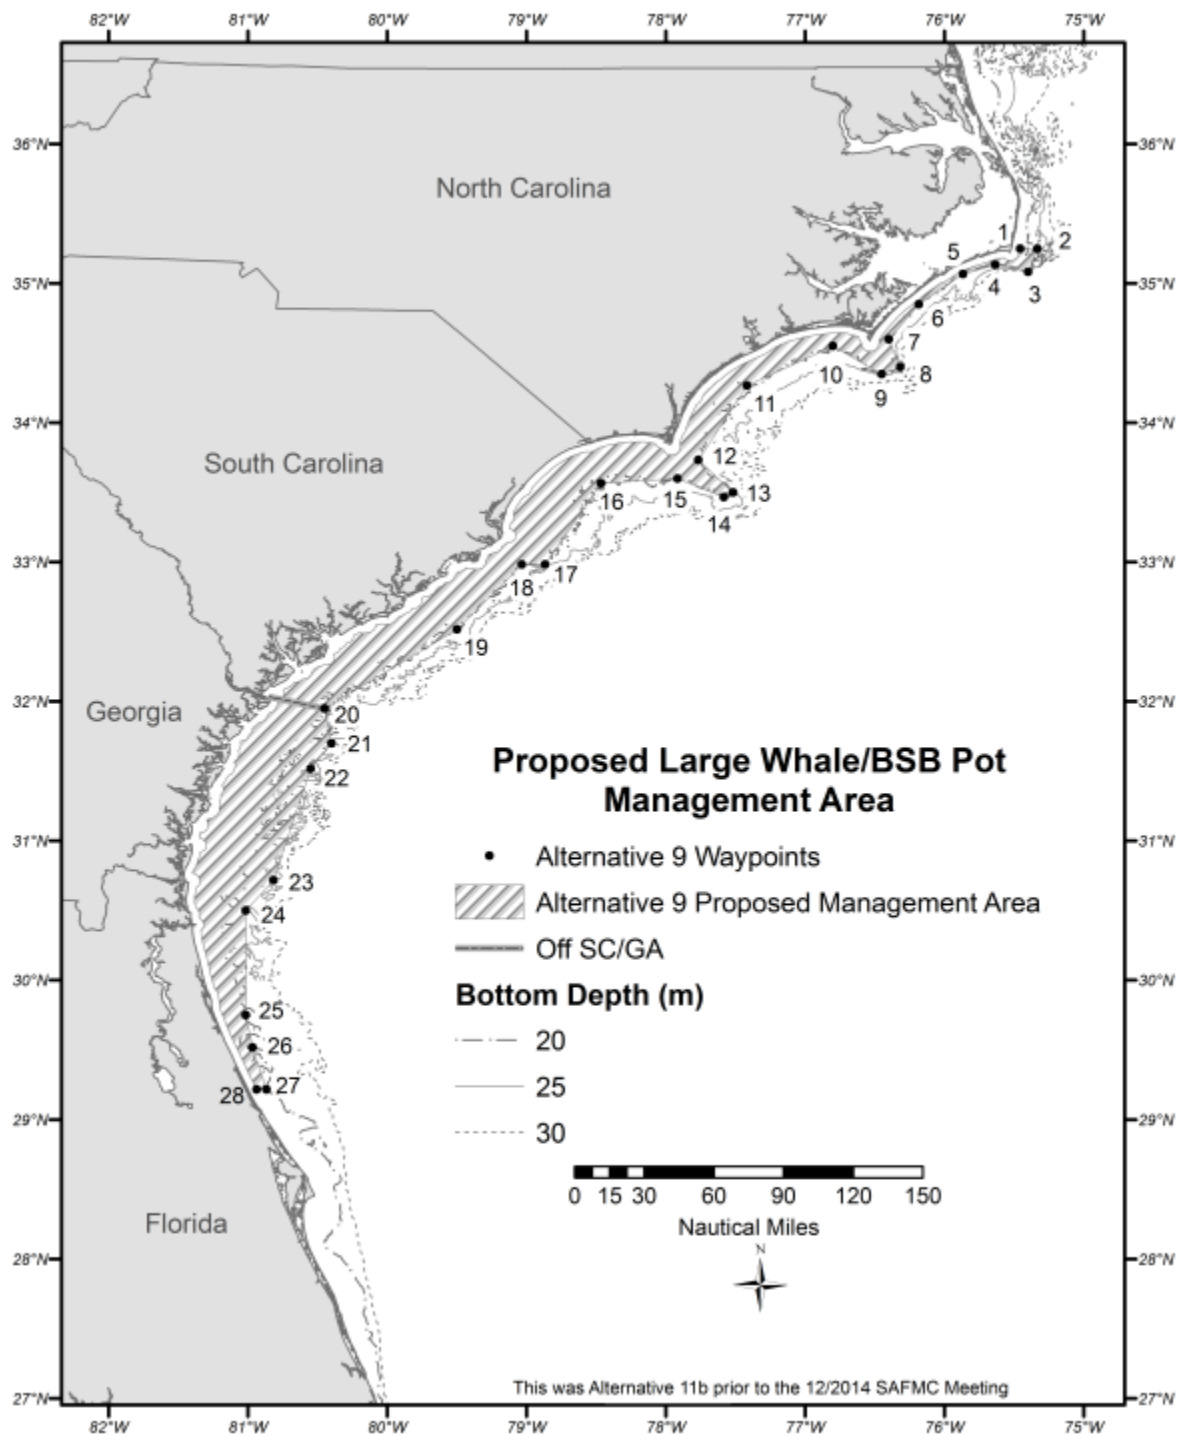 82°W 81°W 80°W 79°W 78°W 77°W 76°W 75°W
36°N 36°N
North Carolina
1 2
5
35°N 35°N
4 3
6
7
10 8
9
11
34°N 34°N
South Carolina
12
16 15 13
14
33°N 33°N
18 17
19
32°N 32°N
Georgia
20
21
22
Proposed Large Whale/BSB Pot
Management Area
31°N 31°N
Alternative 9 Waypoints
23
Alternative 9 Proposed Management Area
24
Off SC/GA
30°N 30°N
Bottom Depth (m)
25
20
26
25
28 27
29°N 29°N
30
0 15 30 60 90 120 150
Nautical Miles
Florida
N
28°N 28°N
This was Alternative 11b prior to the 12/2014 SAFMC Meeting
27°N 27°N
82°W 81°W 80°W 79°W 78°W 77°W 76°W 75°W